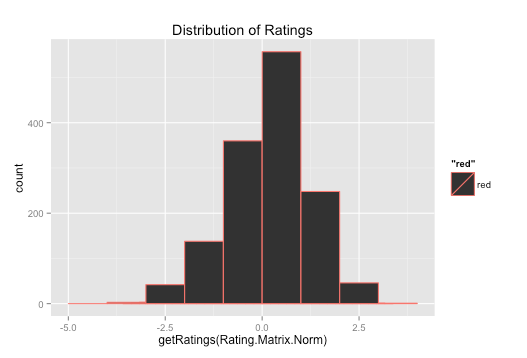 Distribution of Ratings
count
400
200
0
-5.0
-2.5
0.0
2.5
getRatings(Rating.Matrix.Norm)
"red"
red